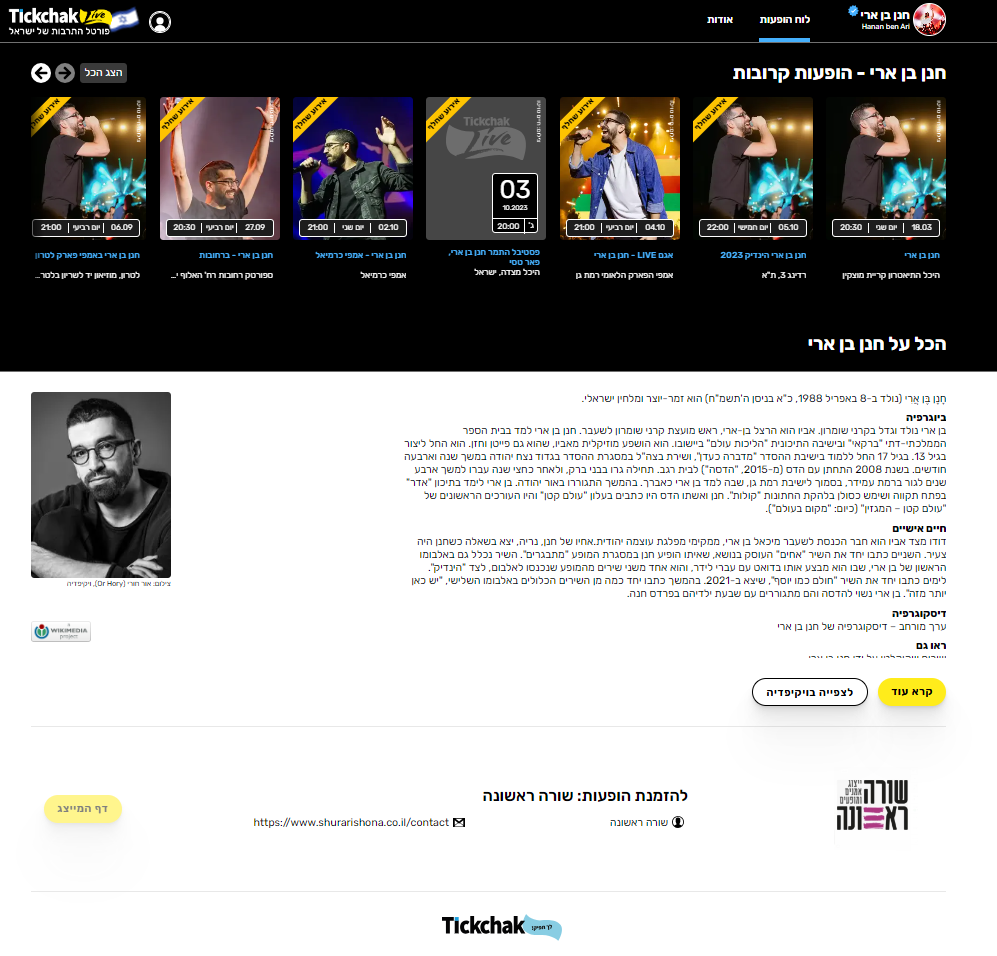 Tickchak Live
פורטל התרבות של ישראל
אודות
לוח הופעות
חנן בן ארי
Hanan ben Ari
חנן בן ארי - הופעות קרובות
הצג הכל
18.03 יום שני 20:30
חנן בן ארי
היכל התיאטרון קריית מוצקין
אירוע שחלף
05.10 יום חמישי 22:00
חנן בן ארי הינדיק 2023
רדינג 3, ת"א
אירוע שחלף
04.10 יום רביעי 21:00
אגם LIVE - חנן בן ארי
אמפי הפארק הלאומי רמת גן
אירוע שחלף
Tickchak Live
03
10.2023
ג' 20:00
פסטיבל התמר חנן בן ארי,
פאר טסי
היכל מצדה, ישראל
אירוע שחלף
02.10 יום שני 21:00
חנן בן ארי - אמפי כרמיאל
אמפי כרמיאל
אירוע שחלף
27.09 יום רביעי 20:30
חנן בן ארי - ברחובות
ספורטק רחובות רח' האלוף י...
אירוע שחלף
06.09 יום רביעי 21:00
חנן בן ארי באמפי פארק לטרון
לטרון, מוזיאון יד לשריון בלטר...
הכל על חנן בן ארי
חָנָן בֶּן אֲרִי (נולד ב-8 באפריל 1988, כ"א בניסן ה'תשמ"ח) הוא זמר-יוצר ומלחין ישראלי.
ביוגרפיה
בן ארי נולד וגדל בקרני שומרון. אביו הוא הרצל בן-ארי, ראש מועצת קרני שומרון לשעבר. חנן בן ארי למד בבית הספר
הממלכתי-דתי "ברקאי" ובישיבה התיכונית "הליכות עולם" ביישובו. הוא הושפע מוזיקלית מאביו, שהוא גם פייטן וחזן. הוא החל ליצור
בגיל 13. בגיל 17 החל ללמוד בישיבת ההסדר "מדברה כעדן", ושירת בצה"ל במסגרת ההסדר בגדוד נצח יהודה במשך שנה וארבעה
חודשים. בשנת 2008 התחתן עם הדס (מ-2015, "הדסה") לבית רגב. תחילה גרו בבני ברק, ולאחר כחצי שנה עברו למשך ארבע
שנים לגור ברמת עמידר, בסמוך לישיבת רמת גן, שבה למד בן ארי כאברך. בהמשך התגוררו באור יהודה. בן ארי לימד בתיכון "אדר"
בפתח תקווה ושימש כסולן בלהקת החתונות "קולות". חנן ואשתו הדס היו כתבים בעלון "עולם קטן" והיו העורכים הראשונים של
"עולם קטן – המגזין" (כיום: "מקום בעולם").
חיים אישיים
דודו מצד אביו הוא חבר הכנסת לשעבר מיכאל בן ארי, ממקימי מפלגת עוצמה יהודית.אחיו של חנן, נריה, יצא בשאלה כשחנן היה
צעיר. השניים כתבו יחד את השיר "אחים" העוסק בנושא, שאיתו הופיע חנן במסגרת המופע "מתבגרים". השיר נכלל גם באלבומו
הראשון של בן ארי, שבו הוא מבצע אותו בדואט עם עברי לידר, והוא אחד משני שירים מהמופע שנכנסו לאלבום, לצד "הינדיק".
לימים כתבו יחד את השיר "חולם כמו יוסף", שיצא ב-2021. בהמשך כתבו יחד כמה מן השירים הכלולים באלבומו השלישי, "יש כאן
יותר מזה". בן ארי נשוי להדסה והם מתגוררים עם שבעת ילדיהם בפרדס חנה.
דיסקוגרפיה
ערך מורחב – דיסקוגרפיה של חנן בן ארי
ראו גם
צילום: אור חורי (Or Hory), ויקיפדיה
A
WIKIMEDIA
project
קרא עוד
לצפייה בויקיפדיה
ייצוג
אמנים
ומופעים
שורה
ראשונה
להזמנת הופעות: שורה ראשונה
שורה ראשונה
https://www.shurarishona.co.il/contact
דף המייצג
Tickchak